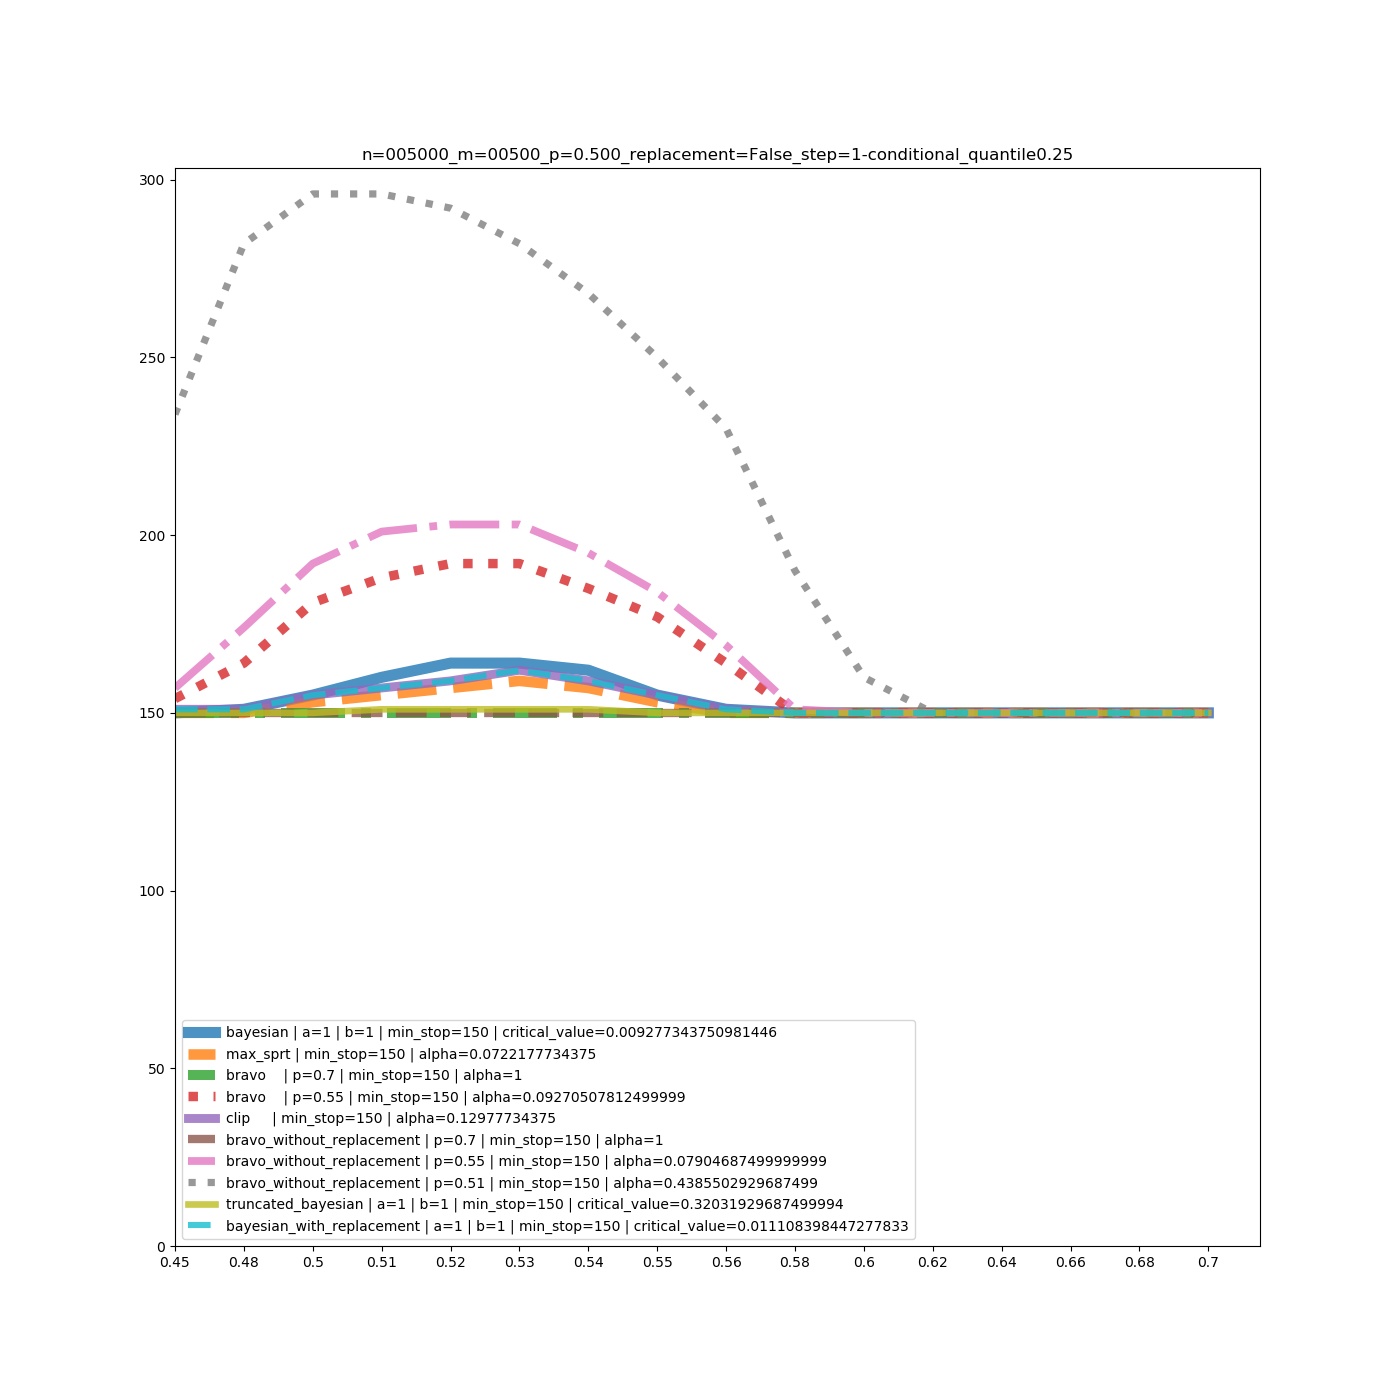 n=005000_m=00500_p=0.500_replacement=False_step=1-conditional_quantile0.25
300
250
200
150
100
50
0
bayesian | a=1 | b=1 | min_stop=150 | critical_value=0.009277343750981446
max_sprt | min_stop=150 | alpha=0.0722177734375
bravo    | p=0.7 | min_stop=150 | alpha=1
bravo    | p=0.55 | min_stop=150 | alpha=0.09270507812499999
clip     | min_stop=150 | alpha=0.12977734375
bravo_without_replacement | p=0.7 | min_stop=150 | alpha=1
bravo_without_replacement | p=0.55 | min_stop=150 | alpha=0.07904687499999999
bravo_without_replacement | p=0.51 | min_stop=150 | alpha=0.4385502929687499
truncated_bayesian | a=1 | b=1 | min_stop=150 | critical_value=0.32031929687499994
bayesian_with_replacement | a=1 | b=1 | min_stop=150 | critical_value=0.011108398447277833
0.45 0.48 0.5 0.51 0.52 0.53 0.54 0.55 0.56 0.58 0.6 0.62 0.64 0.66 0.68 0.7